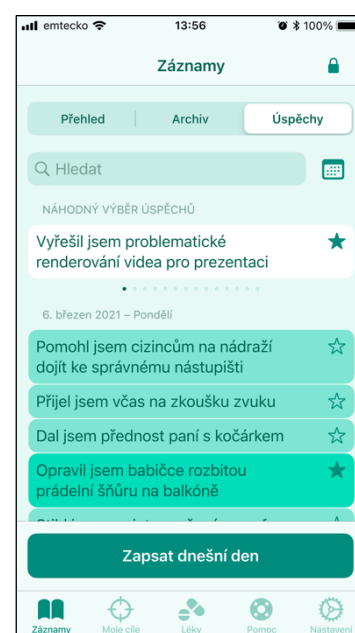 emtecko 13:56 100%
Záznamy
Přehled Archiv Úspěchy
Hledat
NÁHODNÝ VÝBĚR ÚSPĚCHŮ
Vyřešil jsem problematické
renderování videa pro prezentaci
6. březen 2021 – Pondělí
Pomohl jsem cizincům na nádraží
dojít ke správnému nástupišti
Přijel jsem včas na zkoušku zvuku
Dal jsem přednost paní s kočárkem
Opravil jsem babičce rozbitou
prádelní šňůru na balkóně
Zapsat dnešní den
Záznamy Moje cíle Léky Pomoc Nastavení